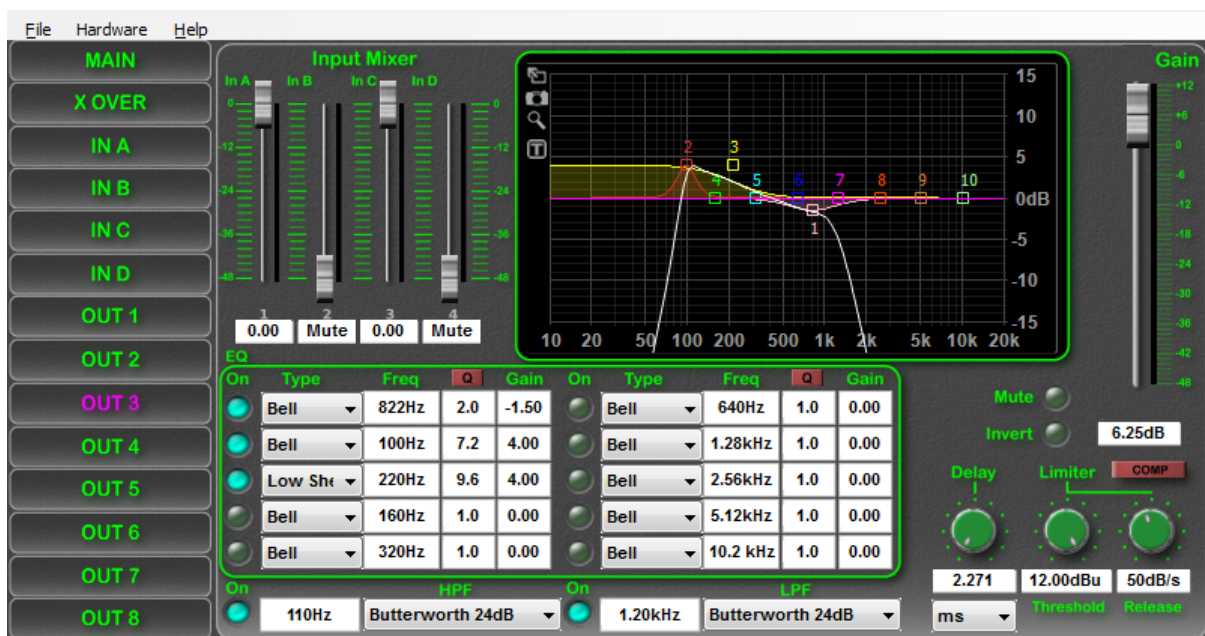 File Hardware Help
MAIN
X OVER
IN A
IN B
IN C
IN D
OUT 1
OUT 2
OUT 3
OUT 4
OUT 5
OUT 6
OUT 7
OUT 8
Input Mixer
In A In B In C In D
0 0
-12 -12
-24 -24
-36 -36
-48 -48
1 2 3 4
0.00 Mute 0.00 Mute
T
15
10
5
0dB
-5
-10
-15
2 3
4 5 6 7 8 9 10
1
10 20 50 100 200 500 1k 2k 5k 10k 20k
Gain
+12
+6
0
-6
-12
-18
-24
-30
-36
-42
-48
EQ
On Type Freq Q Gain On Type Freq Q Gain
Bell 822Hz 2.0 -1.50 Bell 640Hz 1.0 0.00
Bell 100Hz 7.2 4.00 Bell 1.28kHz 1.0 0.00
Low She 220Hz 9.6 4.00 Bell 2.56kHz 1.0 0.00
Bell 160Hz 1.0 0.00 Bell 5.12kHz 1.0 0.00
Bell 320Hz 1.0 0.00 Bell 10.2 kHz 1.0 0.00
On HPF On LPF
110Hz Butterworth 24dB 1.20kHz Butterworth 24dB
Mute
Invert 6.25dB
Delay Limiter COMP
2.271 12.00dBu 50dB/s
ms Threshold Release